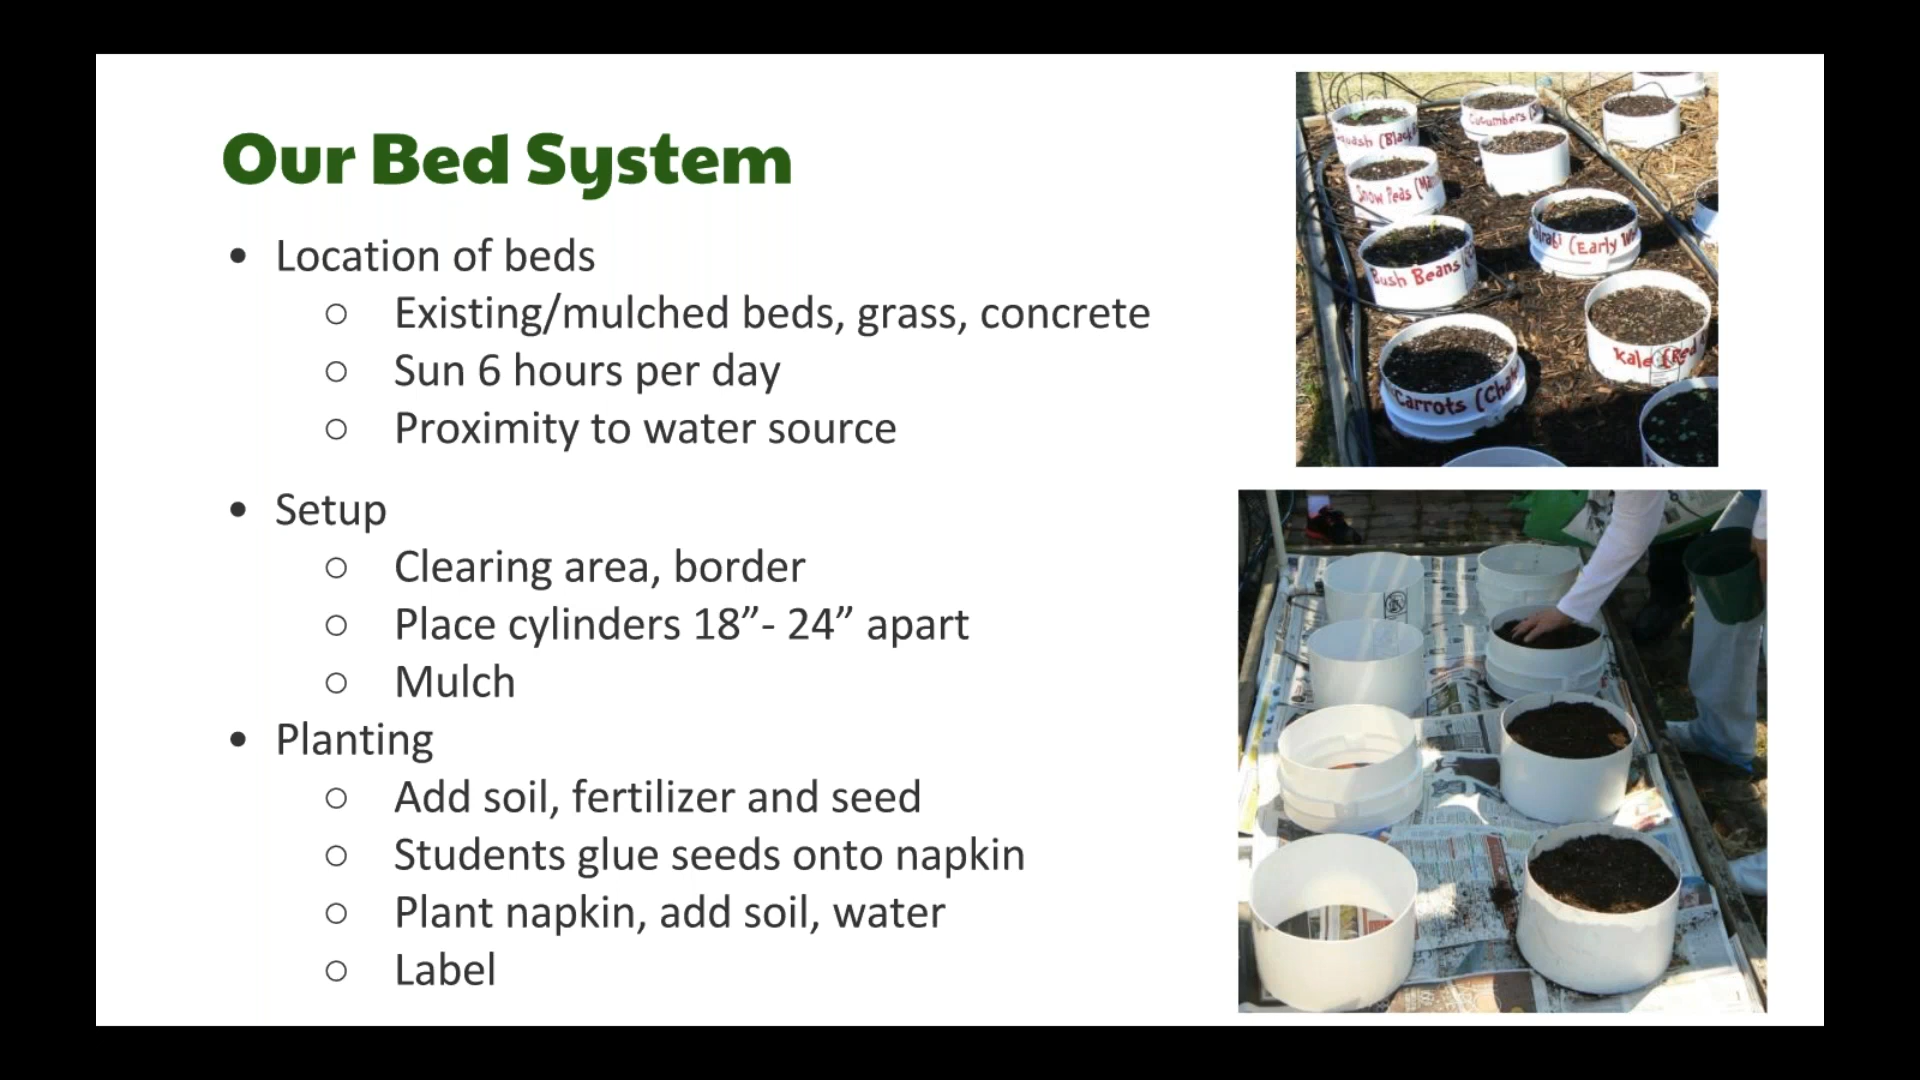 Our Bed System
• Location of beds
○ Existing/mulched beds, grass, concrete
○ Sun 6 hours per day
○ Proximity to water source
• Setup
○ Clearing area, border
○ Place cylinders 18”- 24” apart
○ Mulch
• Planting
○ Add soil, fertilizer and seed
○ Students glue seeds onto napkin
○ Plant napkin, add soil, water
○ Label
Cucumbers
Snow Peas
Bush Beans
(Early
Kale
Carrots